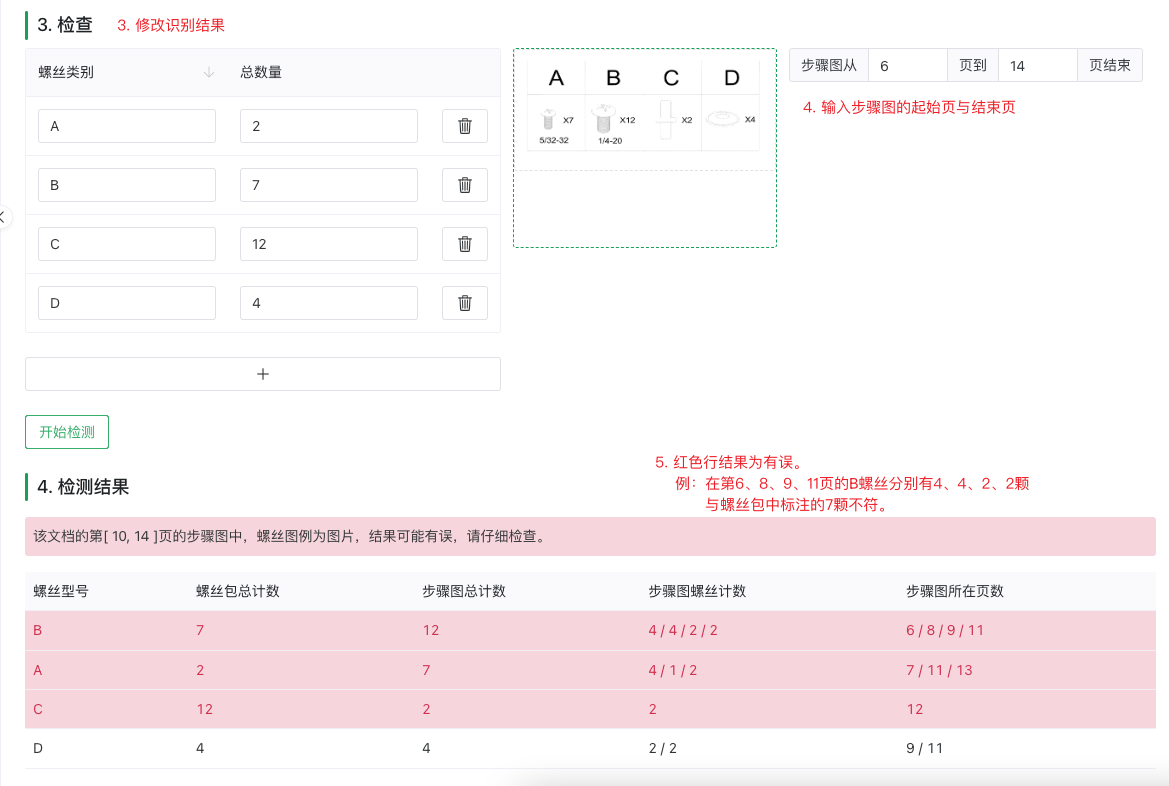 3. 检查 3. 修改识别结果
螺丝类别 总数量
A 2
B 7
C 12
D 4
A B C D
X7 X12 X2 X4
5/32-32 1/4-20
步骤图从 6 页到 14 页结束
4. 输入步骤图的起始页与结束页
开始检测
5. 红色行结果为有误。
例：在第6、8、9、11页的B螺丝分别有4、4、2、2颗
与螺丝包中标注的7颗不符。
4. 检测结果
该文档的第[ 10, 14 ]页的步骤图中，螺丝图例为图片，结果可能有误，请仔细检查。
螺丝型号 螺丝包总计数 步骤图总计数 步骤图螺丝计数 步骤图所在页数
B 7 12 4 / 4 / 2 / 2 6 / 8 / 9 / 11
A 2 7 4 / 1 / 2 7 / 11 / 13
C 12 2 2 12
D 4 4 2 / 2 9 / 11